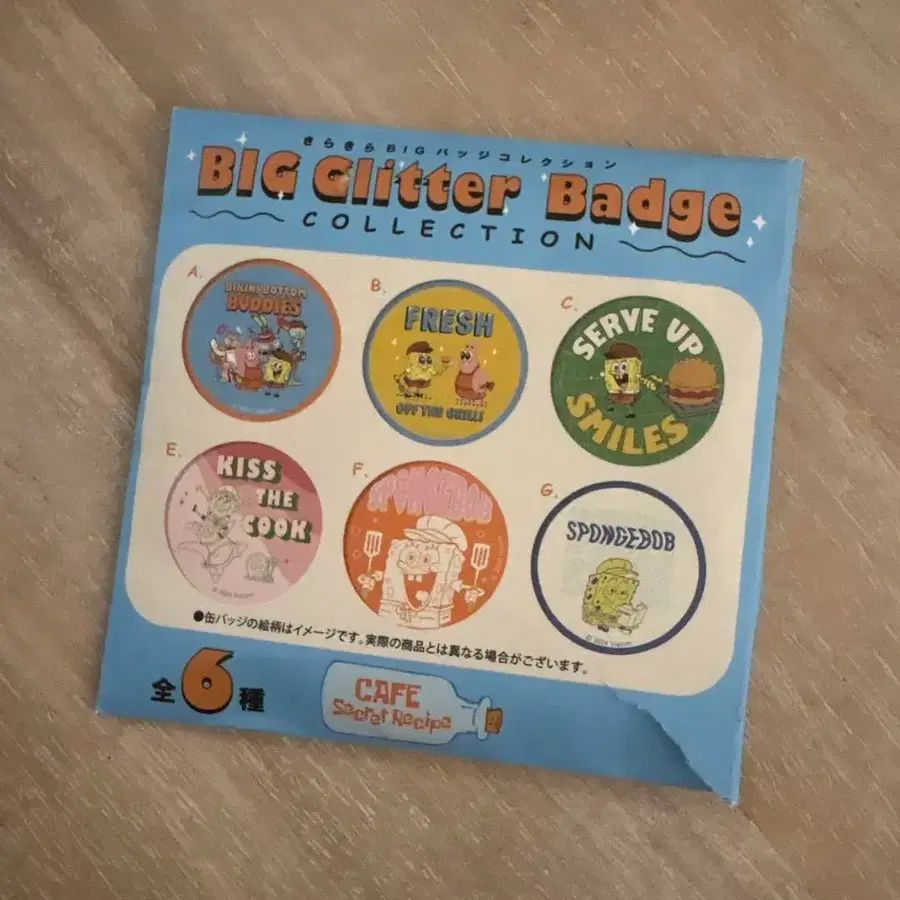 きらきらBIGバッジコレクション
BIG Glitter Badge
COLLECTION
A.
BIKINI BOTTOM
BUDDIES
B.
FRESH
OFF THE GRILL!
C.
SERVE UP
SMILES
E.
KISS
THE
COOK
F.
SPONGEBOB
G.
SPONGEBOB
●缶バッジの絵柄はイメージです。実際の商品とは異なる場合がございます。
全6種
CAFE
Secret Recipe